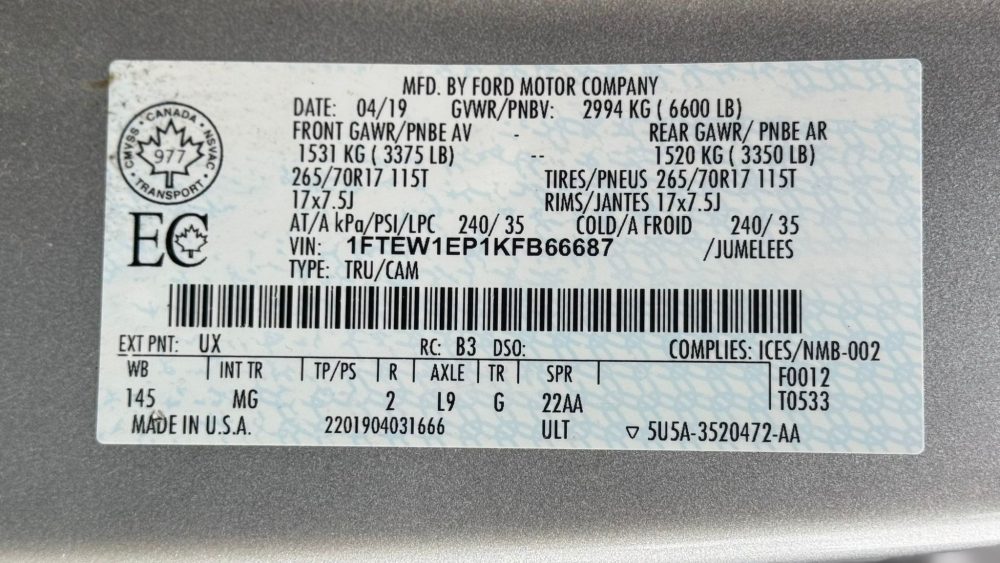 MFD. BY FORD MOTOR COMPANY
DATE: 04/19 GVWR/PNBV: 2994 KG ( 6600 LB)
FRONT GAWR/PNBE AV - REAR GAWR/ PNBE AR
1531 KG ( 3375 LB) -- 1520 KG ( 3350 LB)
265/70R17 115T TIRES/PNEUS 265/70R17 115T
17x7.5J RIMS/JANTES 17x7.5J
AT/A kPa/PSI/LPC 240/ 35 COLD/A FROID 240/ 35
VIN: 1FTEW1EP1KFB66687 /JUMELEES
TYPE: TRU/CAM
CANADA · NSVAC · TRANSPORT · CMVSS
977
EC
EXT PNT: UX RC: B3 DSO: COMPLIES: ICES/NMB-002
WB INT TR TP/PS R AXLE TR SPR F0012
145 MG 2 L9 G 22AA T0533
MADE IN U.S.A. 2201904031666 ULT ▽ 5U5A-3520472-AA